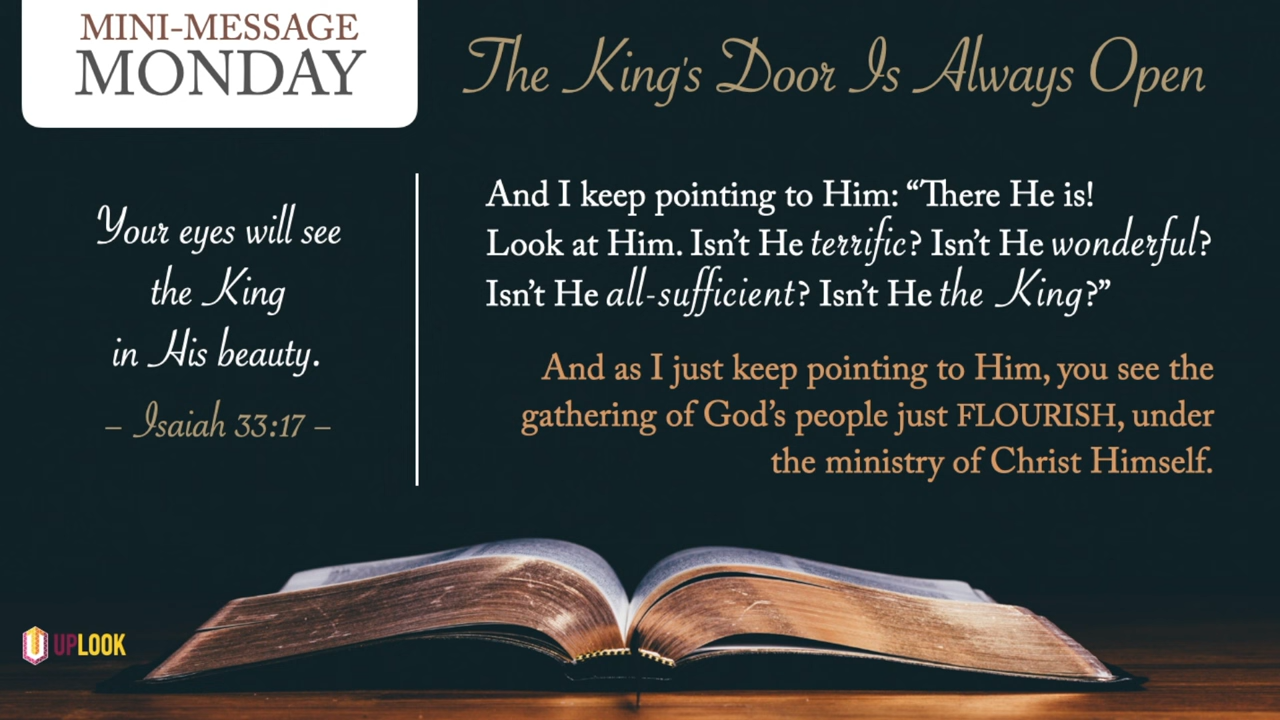 MINI-MESSAGE
MONDAY
The King's Door Is Always Open
Your eyes will see
the King
in His beauty.
– Isaiah 33:17 –
And I keep pointing to Him: “There He is!
Look at Him. Isn’t He terrific? Isn’t He wonderful?
Isn’t He all-sufficient? Isn’t He the King?”
And as I just keep pointing to Him, you see the
gathering of God’s people just FLOURISH, under
the ministry of Christ Himself.
UPLOOK